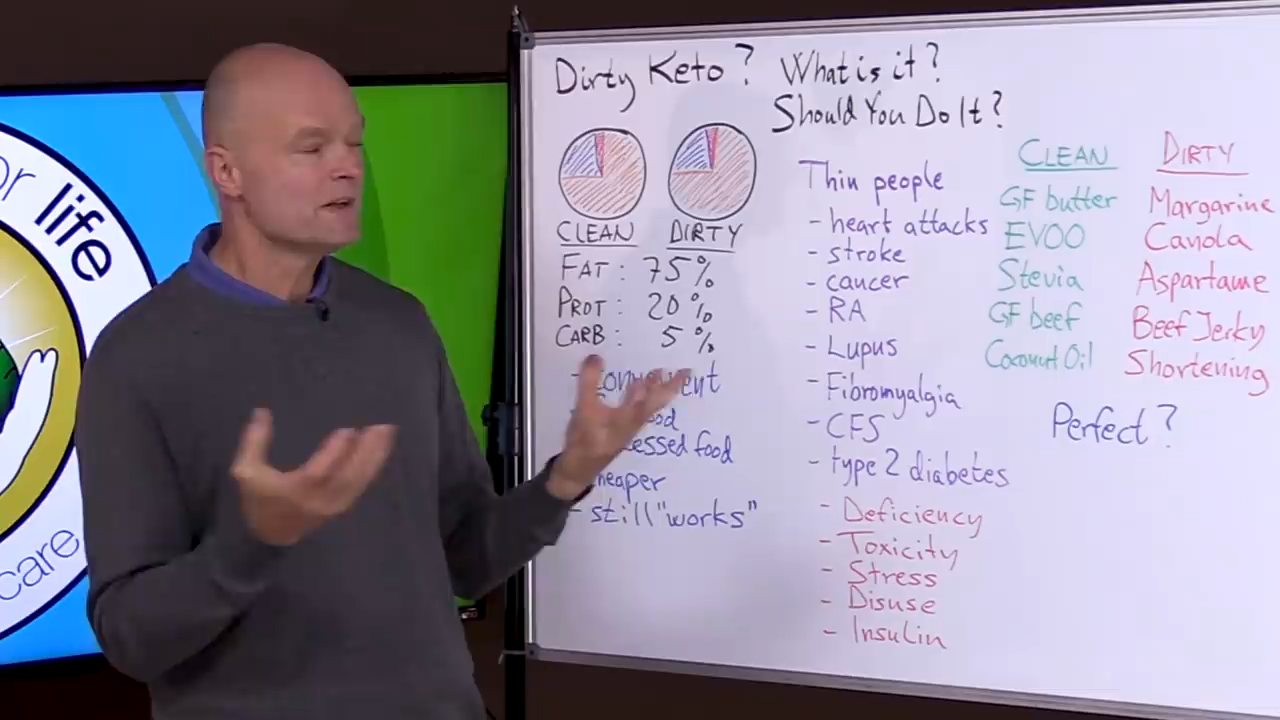 Dirty Keto? What is it?
Should You Do It?
CLEAN DIRTY
FAT: 75%
PROT: 20%
CARB: 5%
- still "works"
Thin people
- heart attacks
- stroke
- cancer
- RA
- Lupus
- Fibromyalgia
- CFS
- type 2 diabetes
- Deficiency
- Toxicity
- Stress
- Disuse
- Insulin
CLEAN DIRTY
GF butter Margarine
EVOO Canola
Stevia Aspartame
GF beef Beef Jerky
Coconut Oil Shortening
Perfect?
or life
care